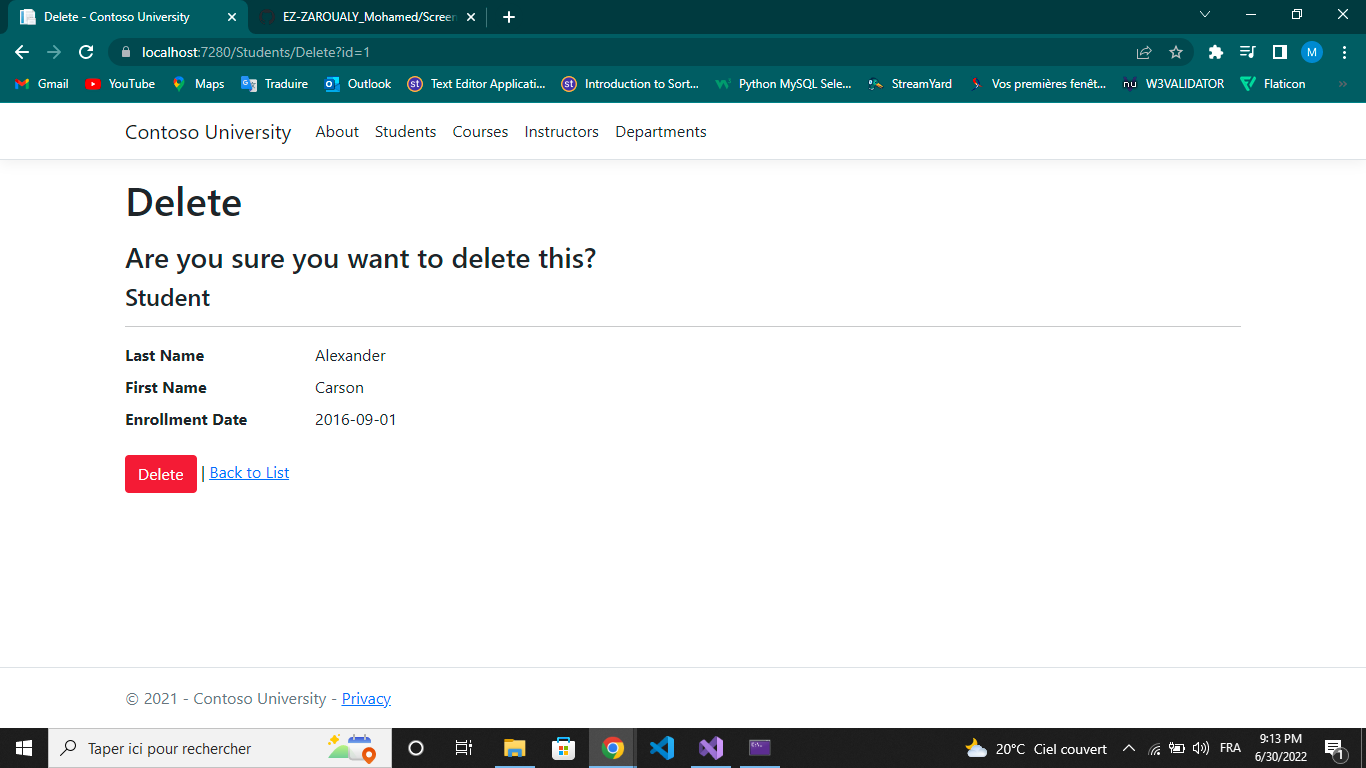 Delete - Contoso University
EZ-ZAROUALY_Mohamed/Screen
localhost:7280/Students/Delete?id=1
M
Gmail YouTube Maps Traduire Outlook Text Editor Applicati... Introduction to Sort... Python MySQL Sele... StreamYard Vos premières fenêt... W3VALIDATOR Flaticon »
Contoso University About Students Courses Instructors Departments
Delete
Are you sure you want to delete this?
Student
Last Name Alexander
First Name Carson
Enrollment Date 2016-09-01
Delete | Back to List
© 2021 - Contoso University - Privacy
Taper ici pour rechercher
20°C Ciel couvert
FRA
9:13 PM
6/30/2022
1